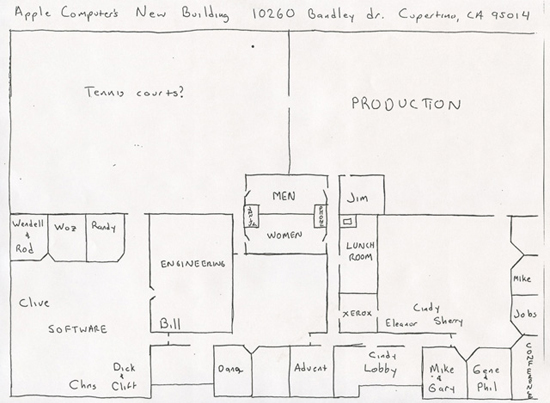 Apple Computer's New Building 10260 Bandley dr. Cupertino, CA 95014
Tennis courts?
PRODUCTION
MEN
WOMEN
Jim
Wendell
&
Rod
Woz
Randy
ENGINEERING
LUNCH
ROOM
Mike
Clive
SOFTWARE
Bill
XEROX
Cindy
Eleanor Sherry
Jobs
Dick
&
Chris Clift
Dana
Advent
Cindy
Lobby
Mike
&
Gary
Gene
&
Phil